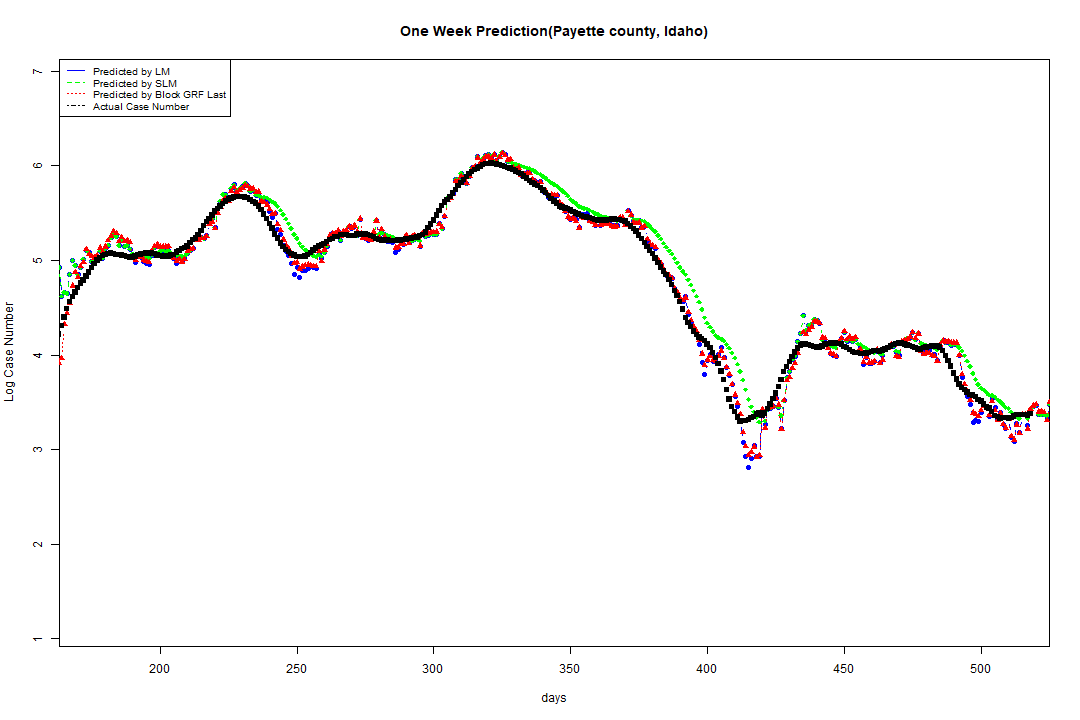 One Week Prediction(Payette county, Idaho)
Predicted by LM
Predicted by SLM
Predicted by Block GRF Last
Actual Case Number
Log Case Number
7
6
5
4
3
2
1
200 250 300 350 400 450 500
days